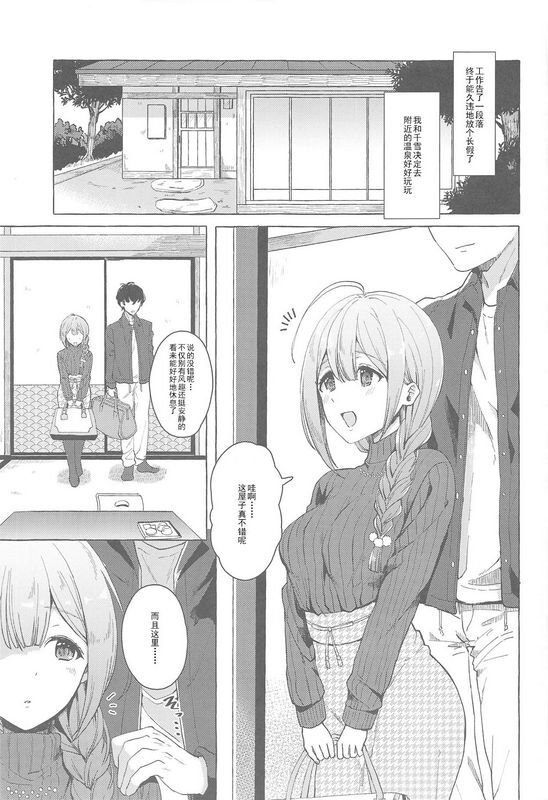 工作告了一段落
终于能久违地放个长假了
我和千雪决定去
附近的温泉好好玩玩
哇啊……
这屋子真不错呢
说的没错呢…
不仅别有风趣还挺安静的
看来能好好地休息了
而且这里……